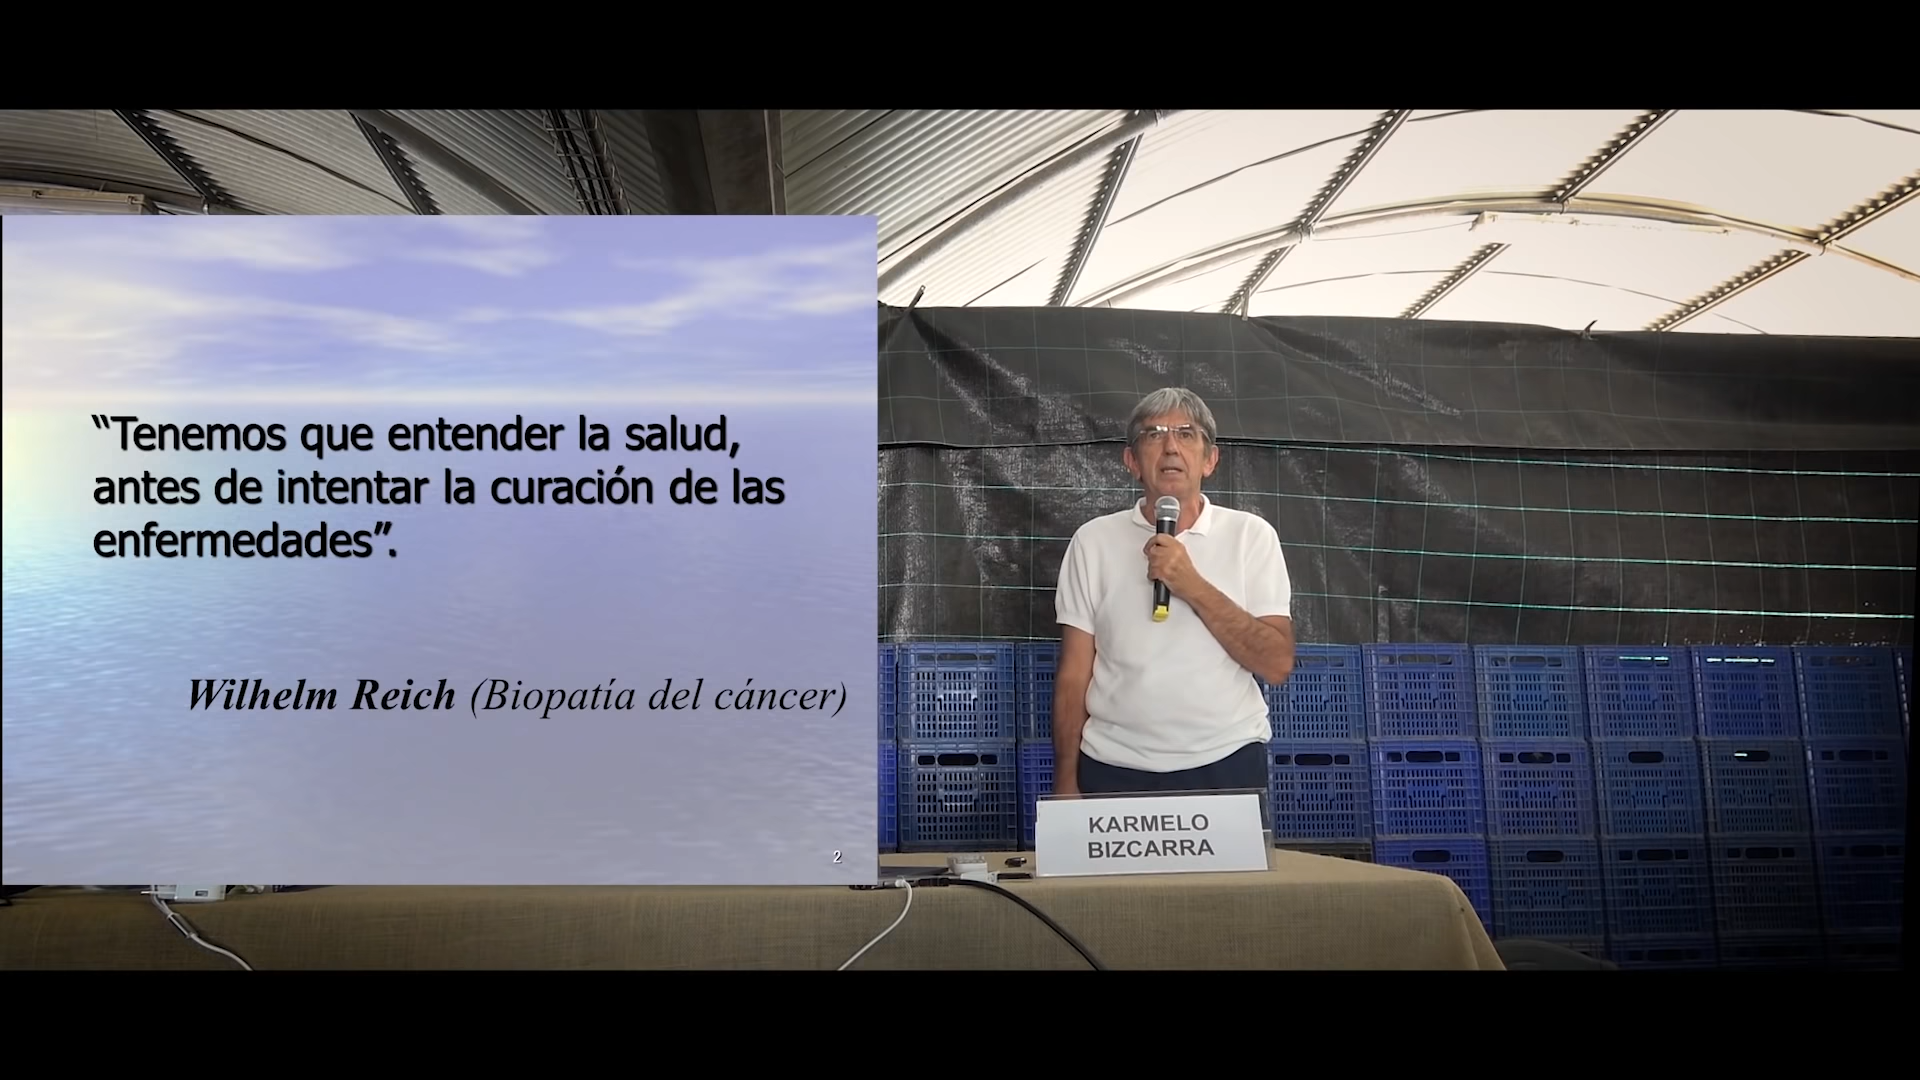 “Tenemos que entender la salud,
antes de intentar la curación de las
enfermedades”.
Wilhelm Reich (Biopatía del cáncer)
2
KARMELO
BIZCARRA